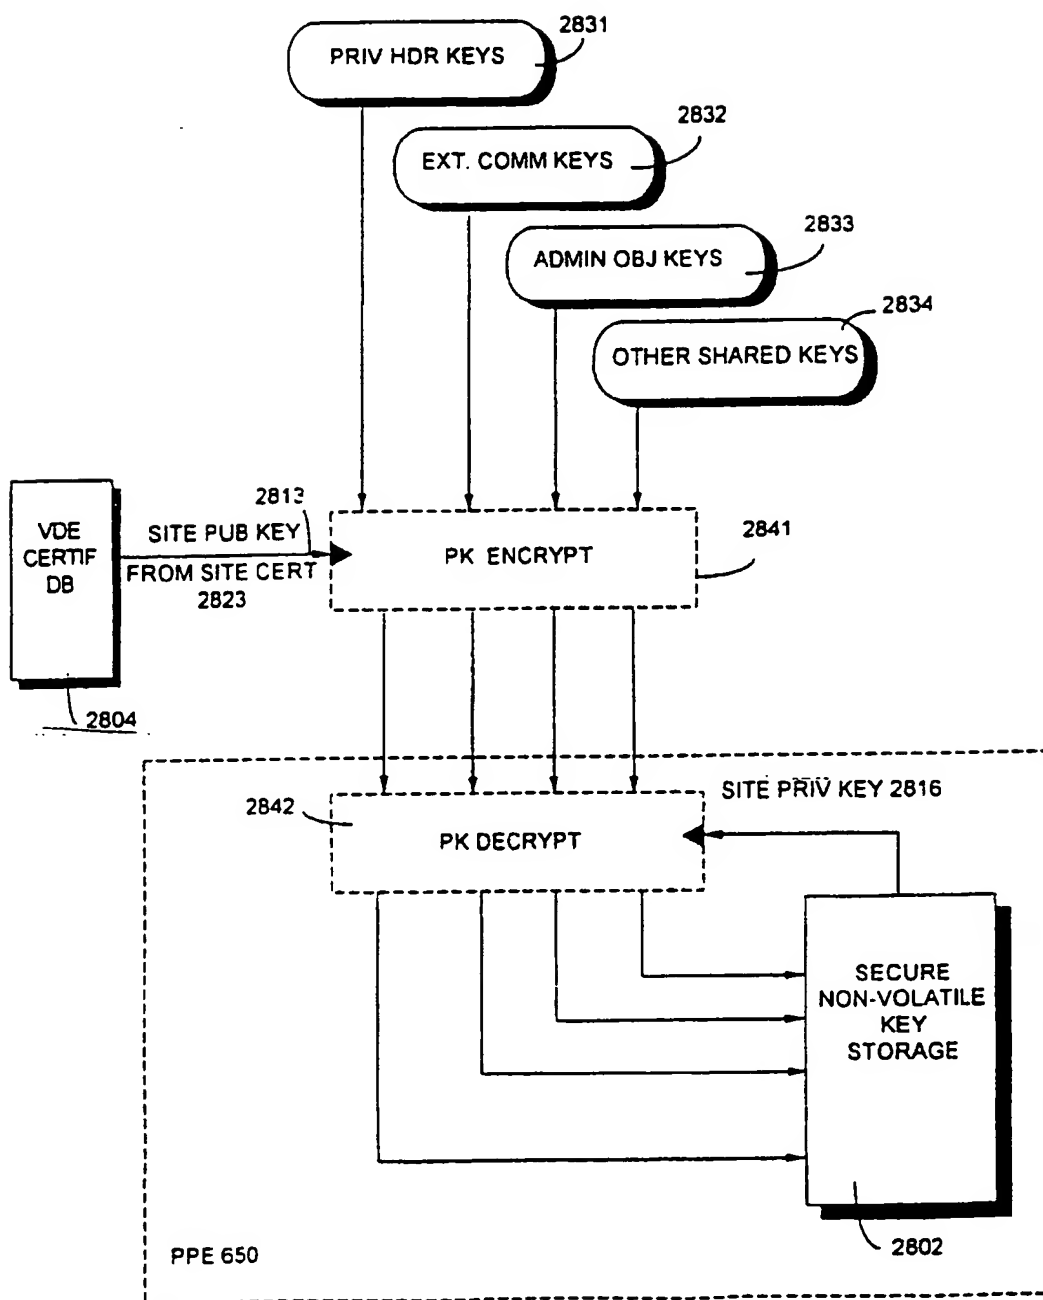 2831
PRIV HDR KEYS
2832
EXT. COMM KEYS
2833
ADMIN OBJ KEYS
2834
OTHER SHARED KEYS
VDE
CERTIF
DB
2813
SITE PUB KEY
FROM SITE CERT
2823
PK ENCRYPT
2841
2804
SITE PRIV KEY 2816
2842
PK DECRYPT
SECURE
NON-VOLATILE
KEY
STORAGE
2802
PPE 650